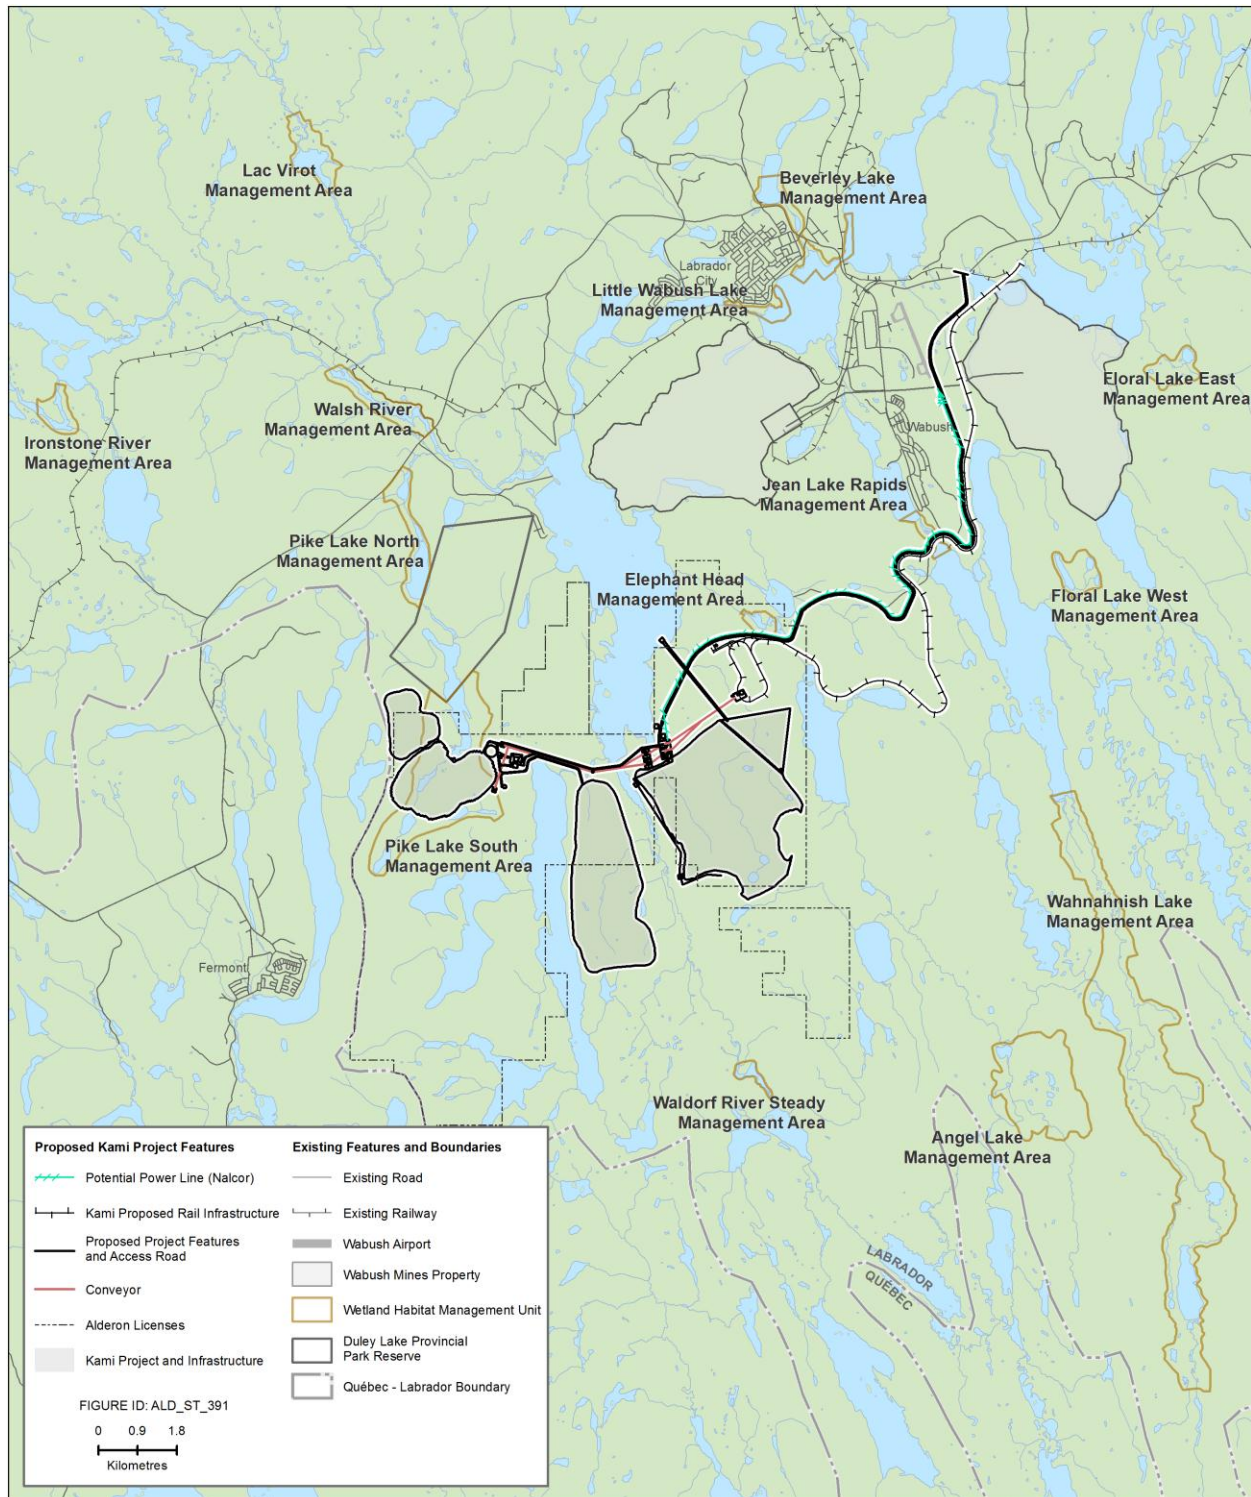 Lac Virot
Management Area
Beverley Lake
Management Area
Labrador
City
Little Wabush Lake
Management Area
Floral Lake East
Management Area
Walsh River
Management Area
Ironstone River
Management Area
Wabush
Jean Lake Rapids
Management Area
Pike Lake North
Management Area
Elephant Head
Management Area
Floral Lake West
Management Area
Pike Lake South
Management Area
Wahnahnish Lake
Management Area
Fermont
Waldorf River Steady
Management Area
Angel Lake
Management Area
LABRADOR
QUÉBEC
Proposed Kami Project Features
Potential Power Line (Nalcor)
Kami Proposed Rail Infrastructure
Proposed Project Features
and Access Road
Conveyor
Alderon Licenses
Kami Project and Infrastructure
FIGURE ID: ALD_ST_391
0 0.9 1.8
Kilometres
Existing Features and Boundaries
Existing Road
Existing Railway
Wabush Airport
Wabush Mines Property
Wetland Habitat Management Unit
Duley Lake Provincial
Park Reserve
Québec - Labrador Boundary